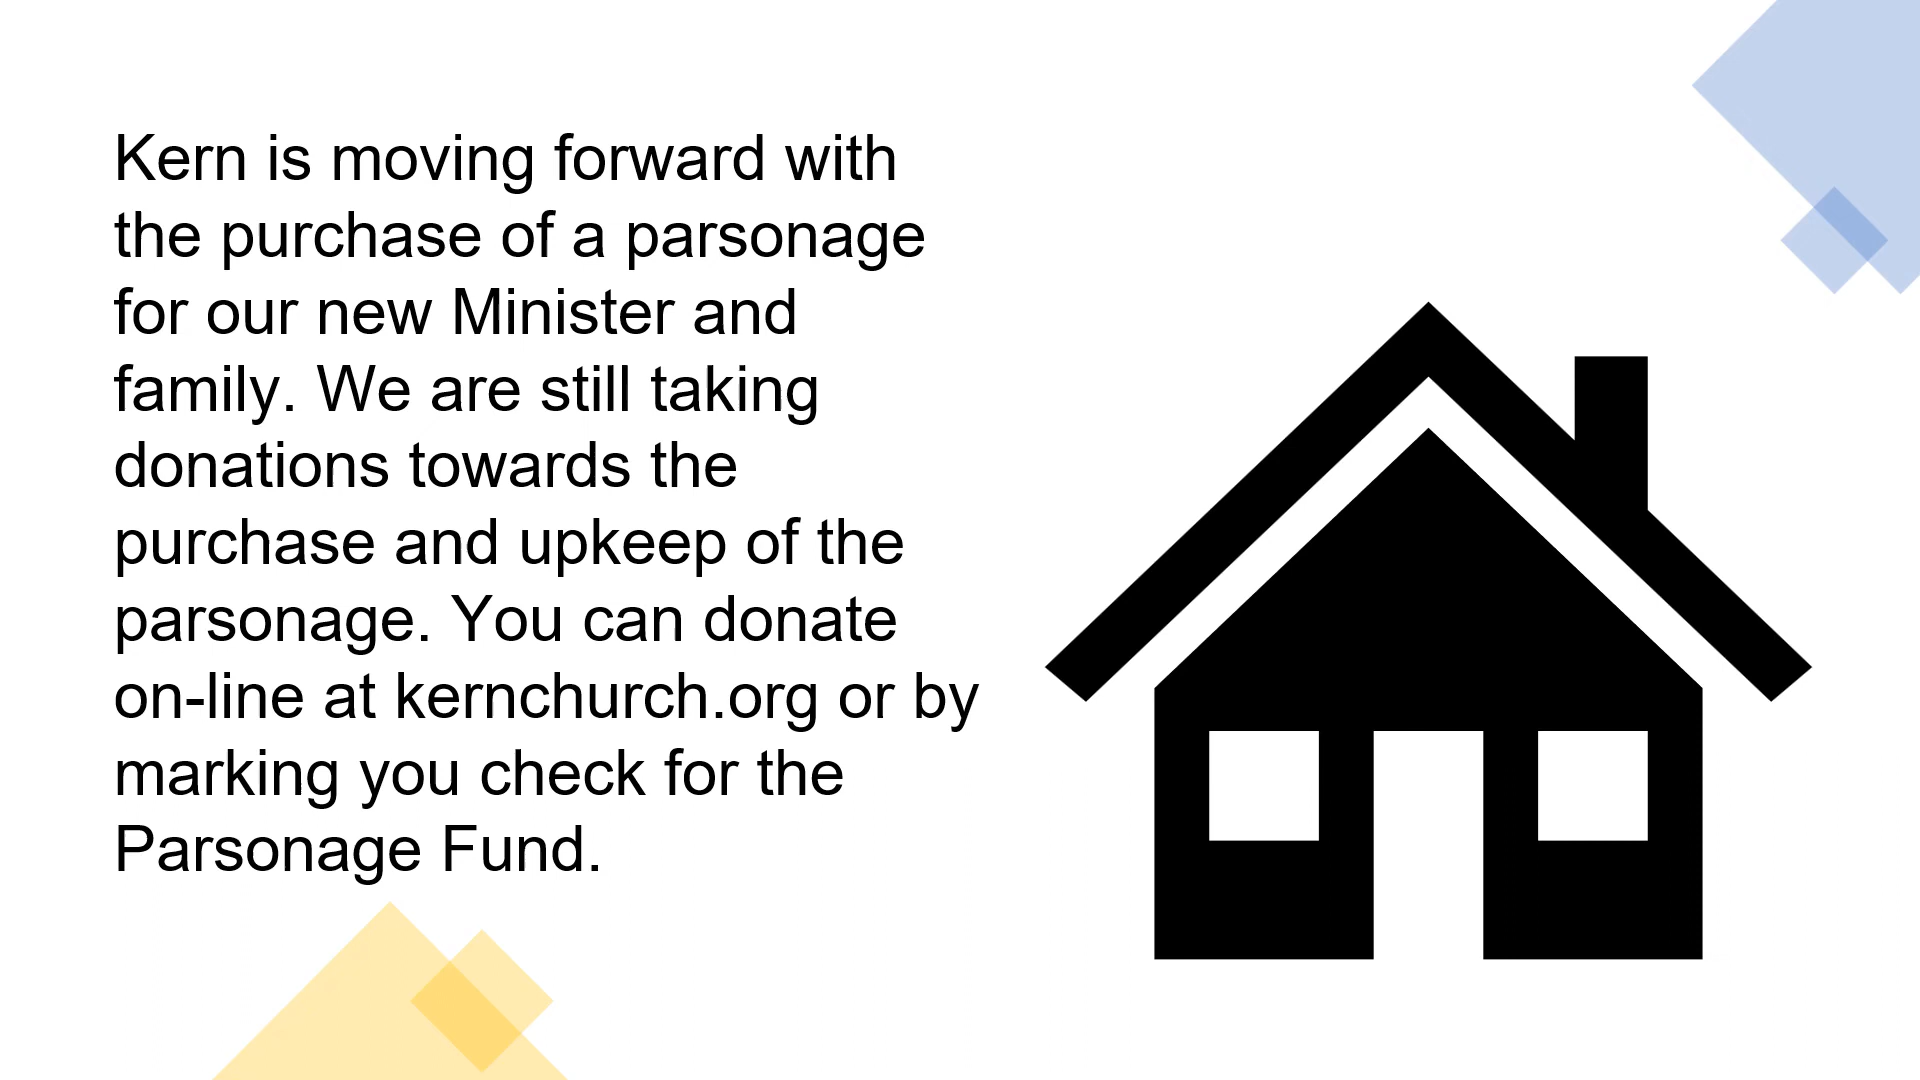 Kern is moving forward with
the purchase of a parsonage
for our new Minister and
family. We are still taking
donations towards the
purchase and upkeep of the
parsonage. You can donate
on-line at kernchurch.org or by
marking you check for the
Parsonage Fund.